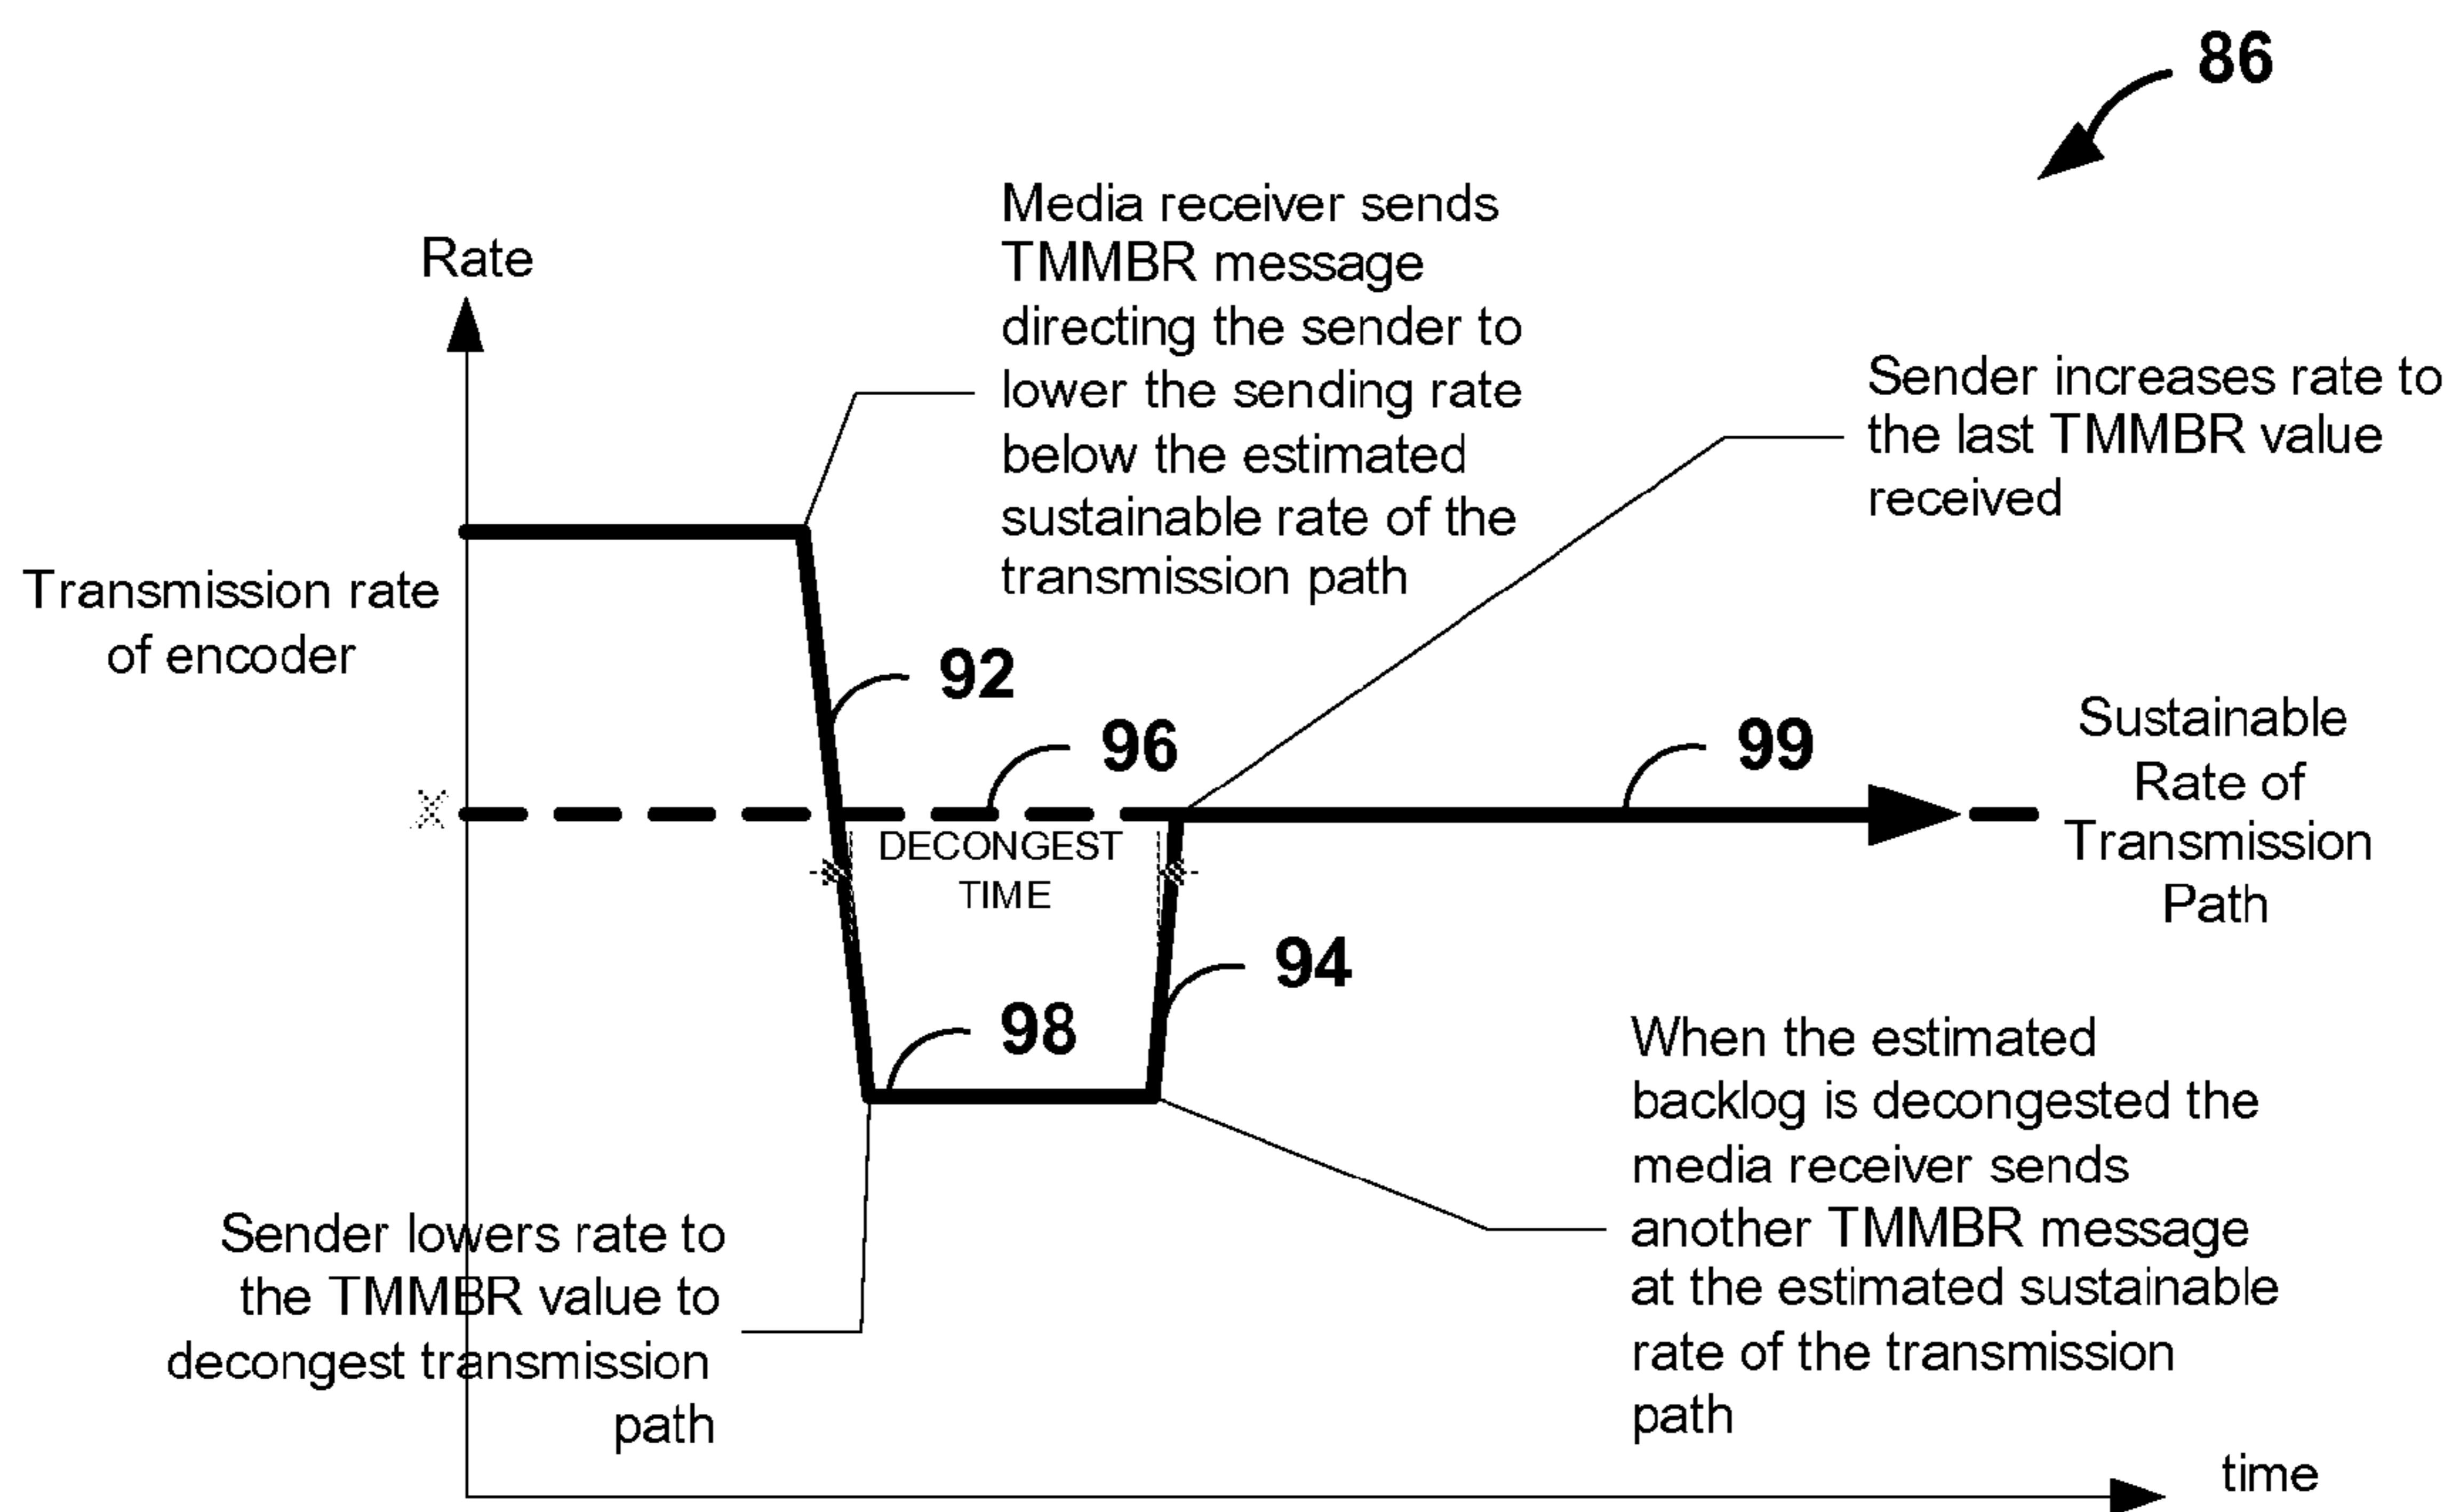 86
Rate
Media receiver sends
TMMBR message
directing the sender to
lower the sending rate
below the estimated
sustainable rate of the
transmission path
Sender increases rate to
the last TMMBR value
received
Transmission rate
of encoder
92
96
99
Sustainable
Rate of
Transmission
Path
X
DECONGEST
TIME
94
98
When the estimated
backlog is decongested the
media receiver sends
another TMMBR message
at the estimated sustainable
rate of the transmission
path
Sender lowers rate to
the TMMBR value to
decongest transmission
path
time